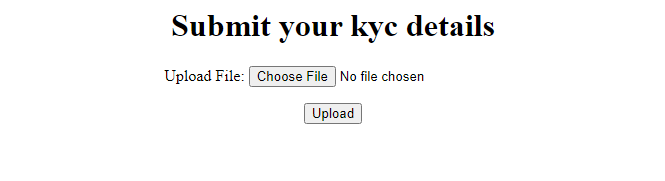 Submit your kyc details
Upload File: Choose File No file chosen
Upload